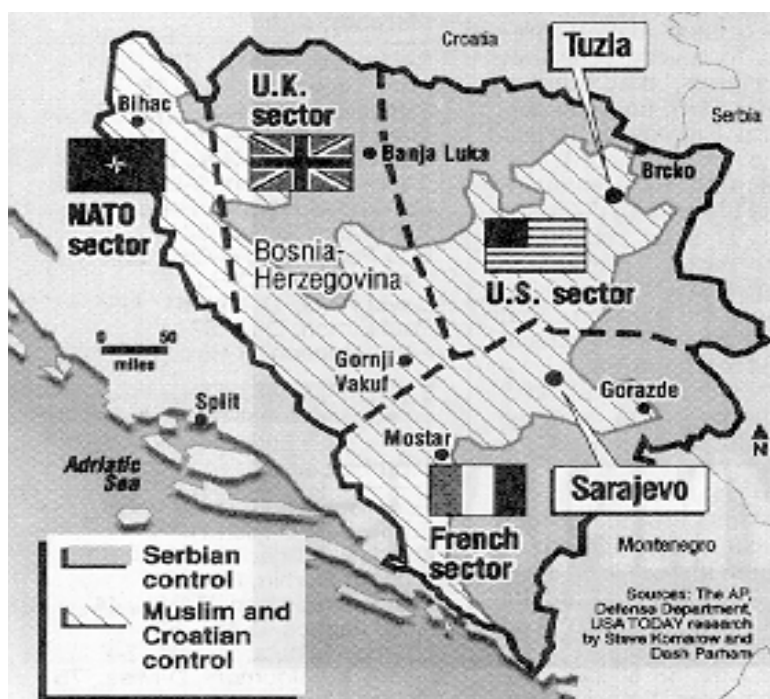 Croatia
Tuzla
U.K.
sector
Serbia
Bihac
Banja Luka
Brcko
NATO
sector
Bosnia-
Herzegovina
U.S. sector
0 50
miles
Gornji
Vakuf
Split
Gorazde
Mostar
N
Adriatic
Sea
Sarajevo
French
sector
Montenegro
Serbian
control
Muslim and
Croatian
control
Sources: The AP,
Defense Department,
USA TODAY research
by Steve Komarow and
Dash Parham